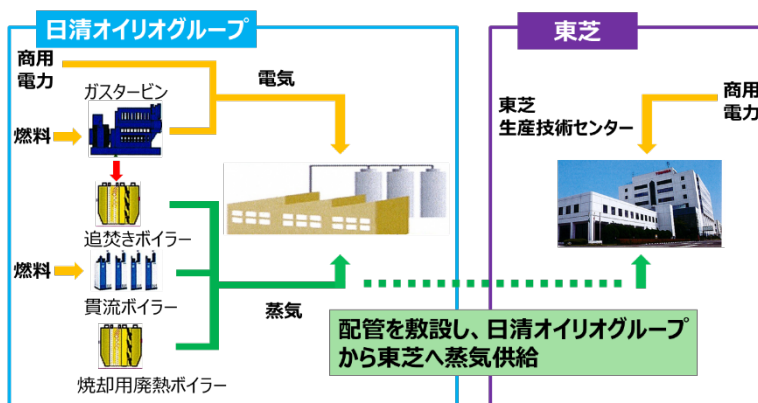 日清オイリオグループ
東芝
商用
電力
ガスタービン
電気
燃料
追焚きボイラー
燃料
貫流ボイラー
蒸気
焼却用廃熱ボイラー
東芝
生産技術センター
商用
電力
配管を敷設し、日清オイリオグループ
から東芝へ蒸気供給